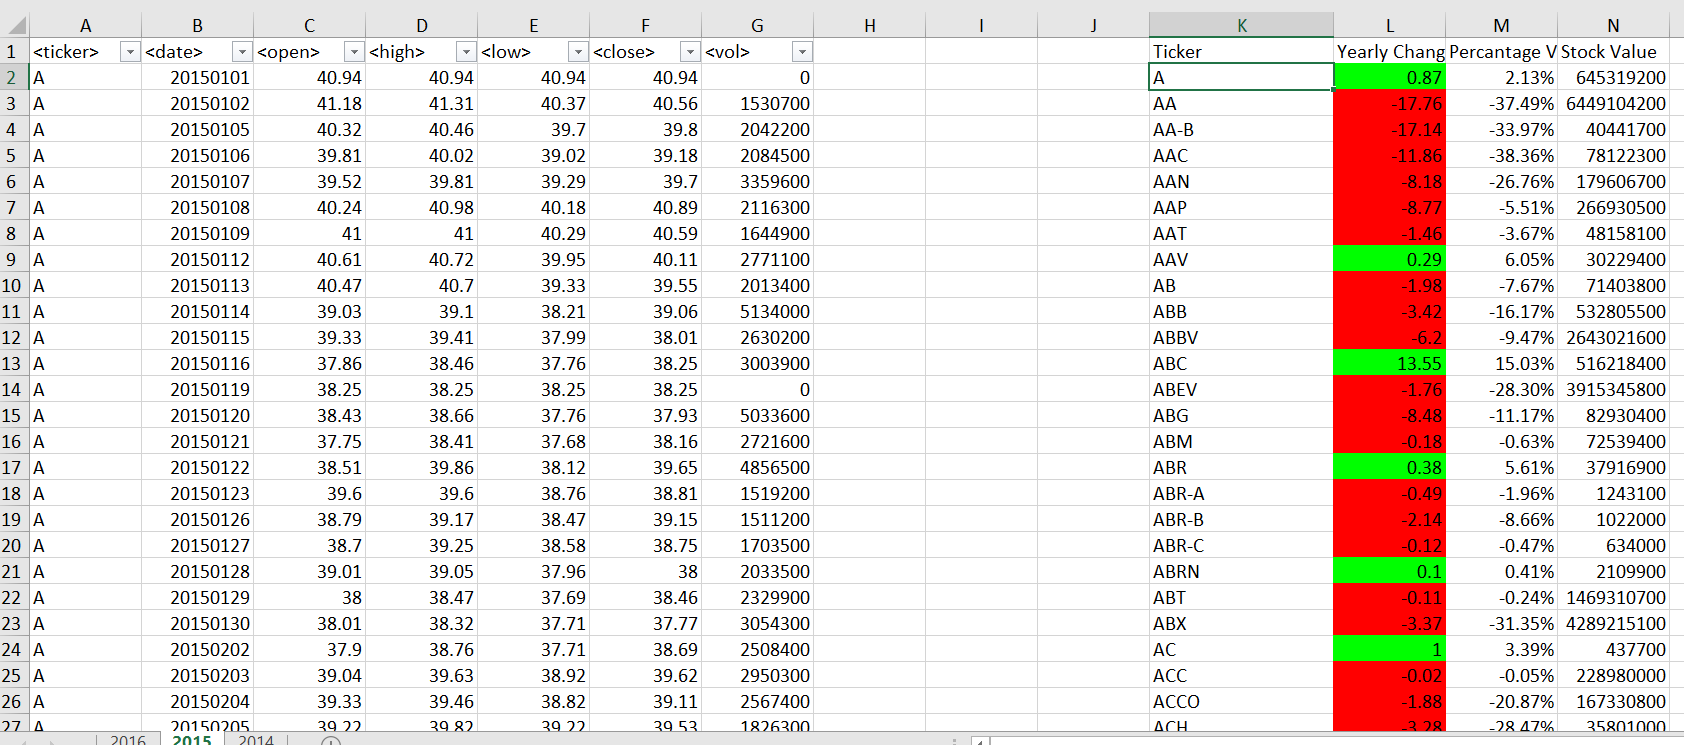 A B C D E F G H I J K L M N
1 <ticker> <date> <open> <high> <low> <close> <vol> Ticker Yearly Chang Percantage V Stock Value
2 A 20150101 40.94 40.94 40.94 40.94 0 A 0.87 2.13% 645319200
3 A 20150102 41.18 41.31 40.37 40.56 1530700 AA -17.76 -37.49% 6449104200
4 A 20150105 40.32 40.46 39.7 39.8 2042200 AA-B -17.14 -33.97% 40441700
5 A 20150106 39.81 40.02 39.02 39.18 2084500 AAC -11.86 -38.36% 78122300
6 A 20150107 39.52 39.81 39.29 39.7 3359600 AAN -8.18 -26.76% 179606700
7 A 20150108 40.24 40.98 40.18 40.89 2116300 AAP -8.77 -5.51% 266930500
8 A 20150109 41 41 40.29 40.59 1644900 AAT -1.46 -3.67% 48158100
9 A 20150112 40.61 40.72 39.95 40.11 2771100 AAV 0.29 6.05% 30229400
10 A 20150113 40.47 40.7 39.33 39.55 2013400 AB -1.98 -7.67% 71403800
11 A 20150114 39.03 39.1 38.21 39.06 5134000 ABB -3.42 -16.17% 532805500
12 A 20150115 39.33 39.41 37.99 38.01 2630200 ABBV -6.2 -9.47% 2643021600
13 A 20150116 37.86 38.46 37.76 38.25 3003900 ABC 13.55 15.03% 516218400
14 A 20150119 38.25 38.25 38.25 38.25 0 ABEV -1.76 -28.30% 3915345800
15 A 20150120 38.43 38.66 37.76 37.93 5033600 ABG -8.48 -11.17% 82930400
16 A 20150121 37.75 38.41 37.68 38.16 2721600 ABM -0.18 -0.63% 72539400
17 A 20150122 38.51 39.86 38.12 39.65 4856500 ABR 0.38 5.61% 37916900
18 A 20150123 39.6 39.6 38.76 38.81 1519200 ABR-A -0.49 -1.96% 1243100
19 A 20150126 38.79 39.17 38.47 39.15 1511200 ABR-B -2.14 -8.66% 1022000
20 A 20150127 38.7 39.25 38.58 38.75 1703500 ABR-C -0.12 -0.47% 634000
21 A 20150128 39.01 39.05 37.96 38 2033500 ABRN 0.1 0.41% 2109900
22 A 20150129 38 38.47 37.69 38.46 2329900 ABT -0.11 -0.24% 1469310700
23 A 20150130 38.01 38.32 37.71 37.77 3054300 ABX -3.37 -31.35% 4289215100
24 A 20150202 37.9 38.76 37.71 38.69 2508400 AC 1 3.39% 437700
25 A 20150203 39.04 39.63 38.92 39.62 2950300 ACC -0.02 -0.05% 228980000
26 A 20150204 39.33 39.46 38.82 39.11 2567400 ACCO -1.88 -20.87% 167330800
27 A 20150205 39.22 39.82 39.22 39.53 1826300 ACH -3.28 -28.47% 35801000
2016 2015 2014